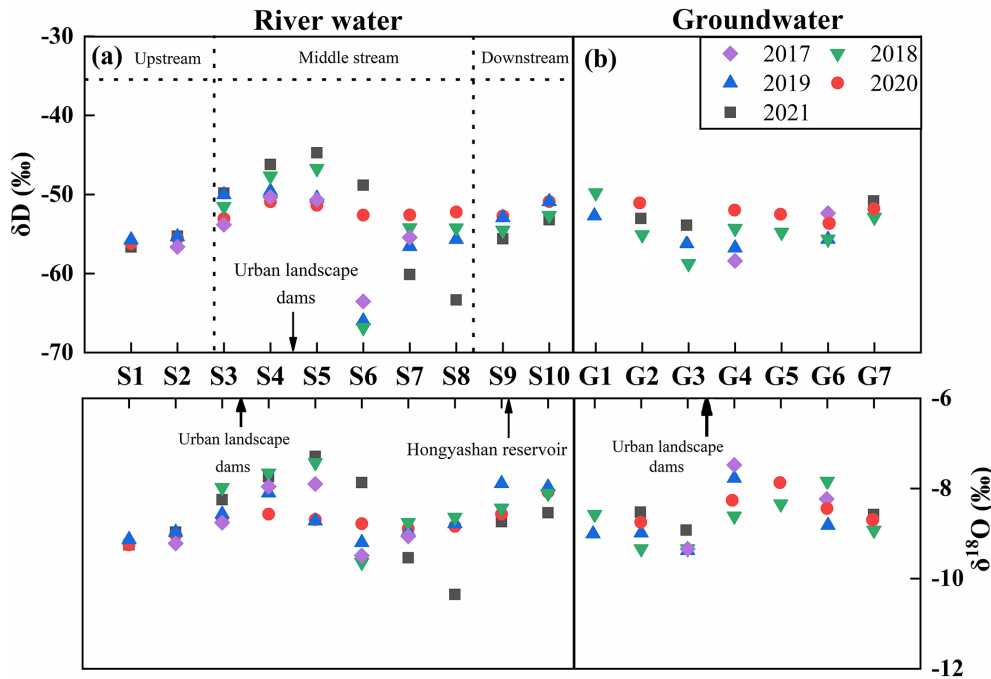 River water
Groundwater
-30
-40
-50
-60
-70
δD (‰)
(a)
Upstream
Middle stream
Downstream
(b)
2017
2018
2019
2020
2021
Urban landscape
dams
S1 S2 S3 S4 S5 S6 S7 S8 S9 S10 G1 G2 G3 G4 G5 G6 G7
Urban landscape
dams
Hongyashan reservoir
Urban landscape
dams
-6
-8
-10
-12
δ¹⁸O (‰)